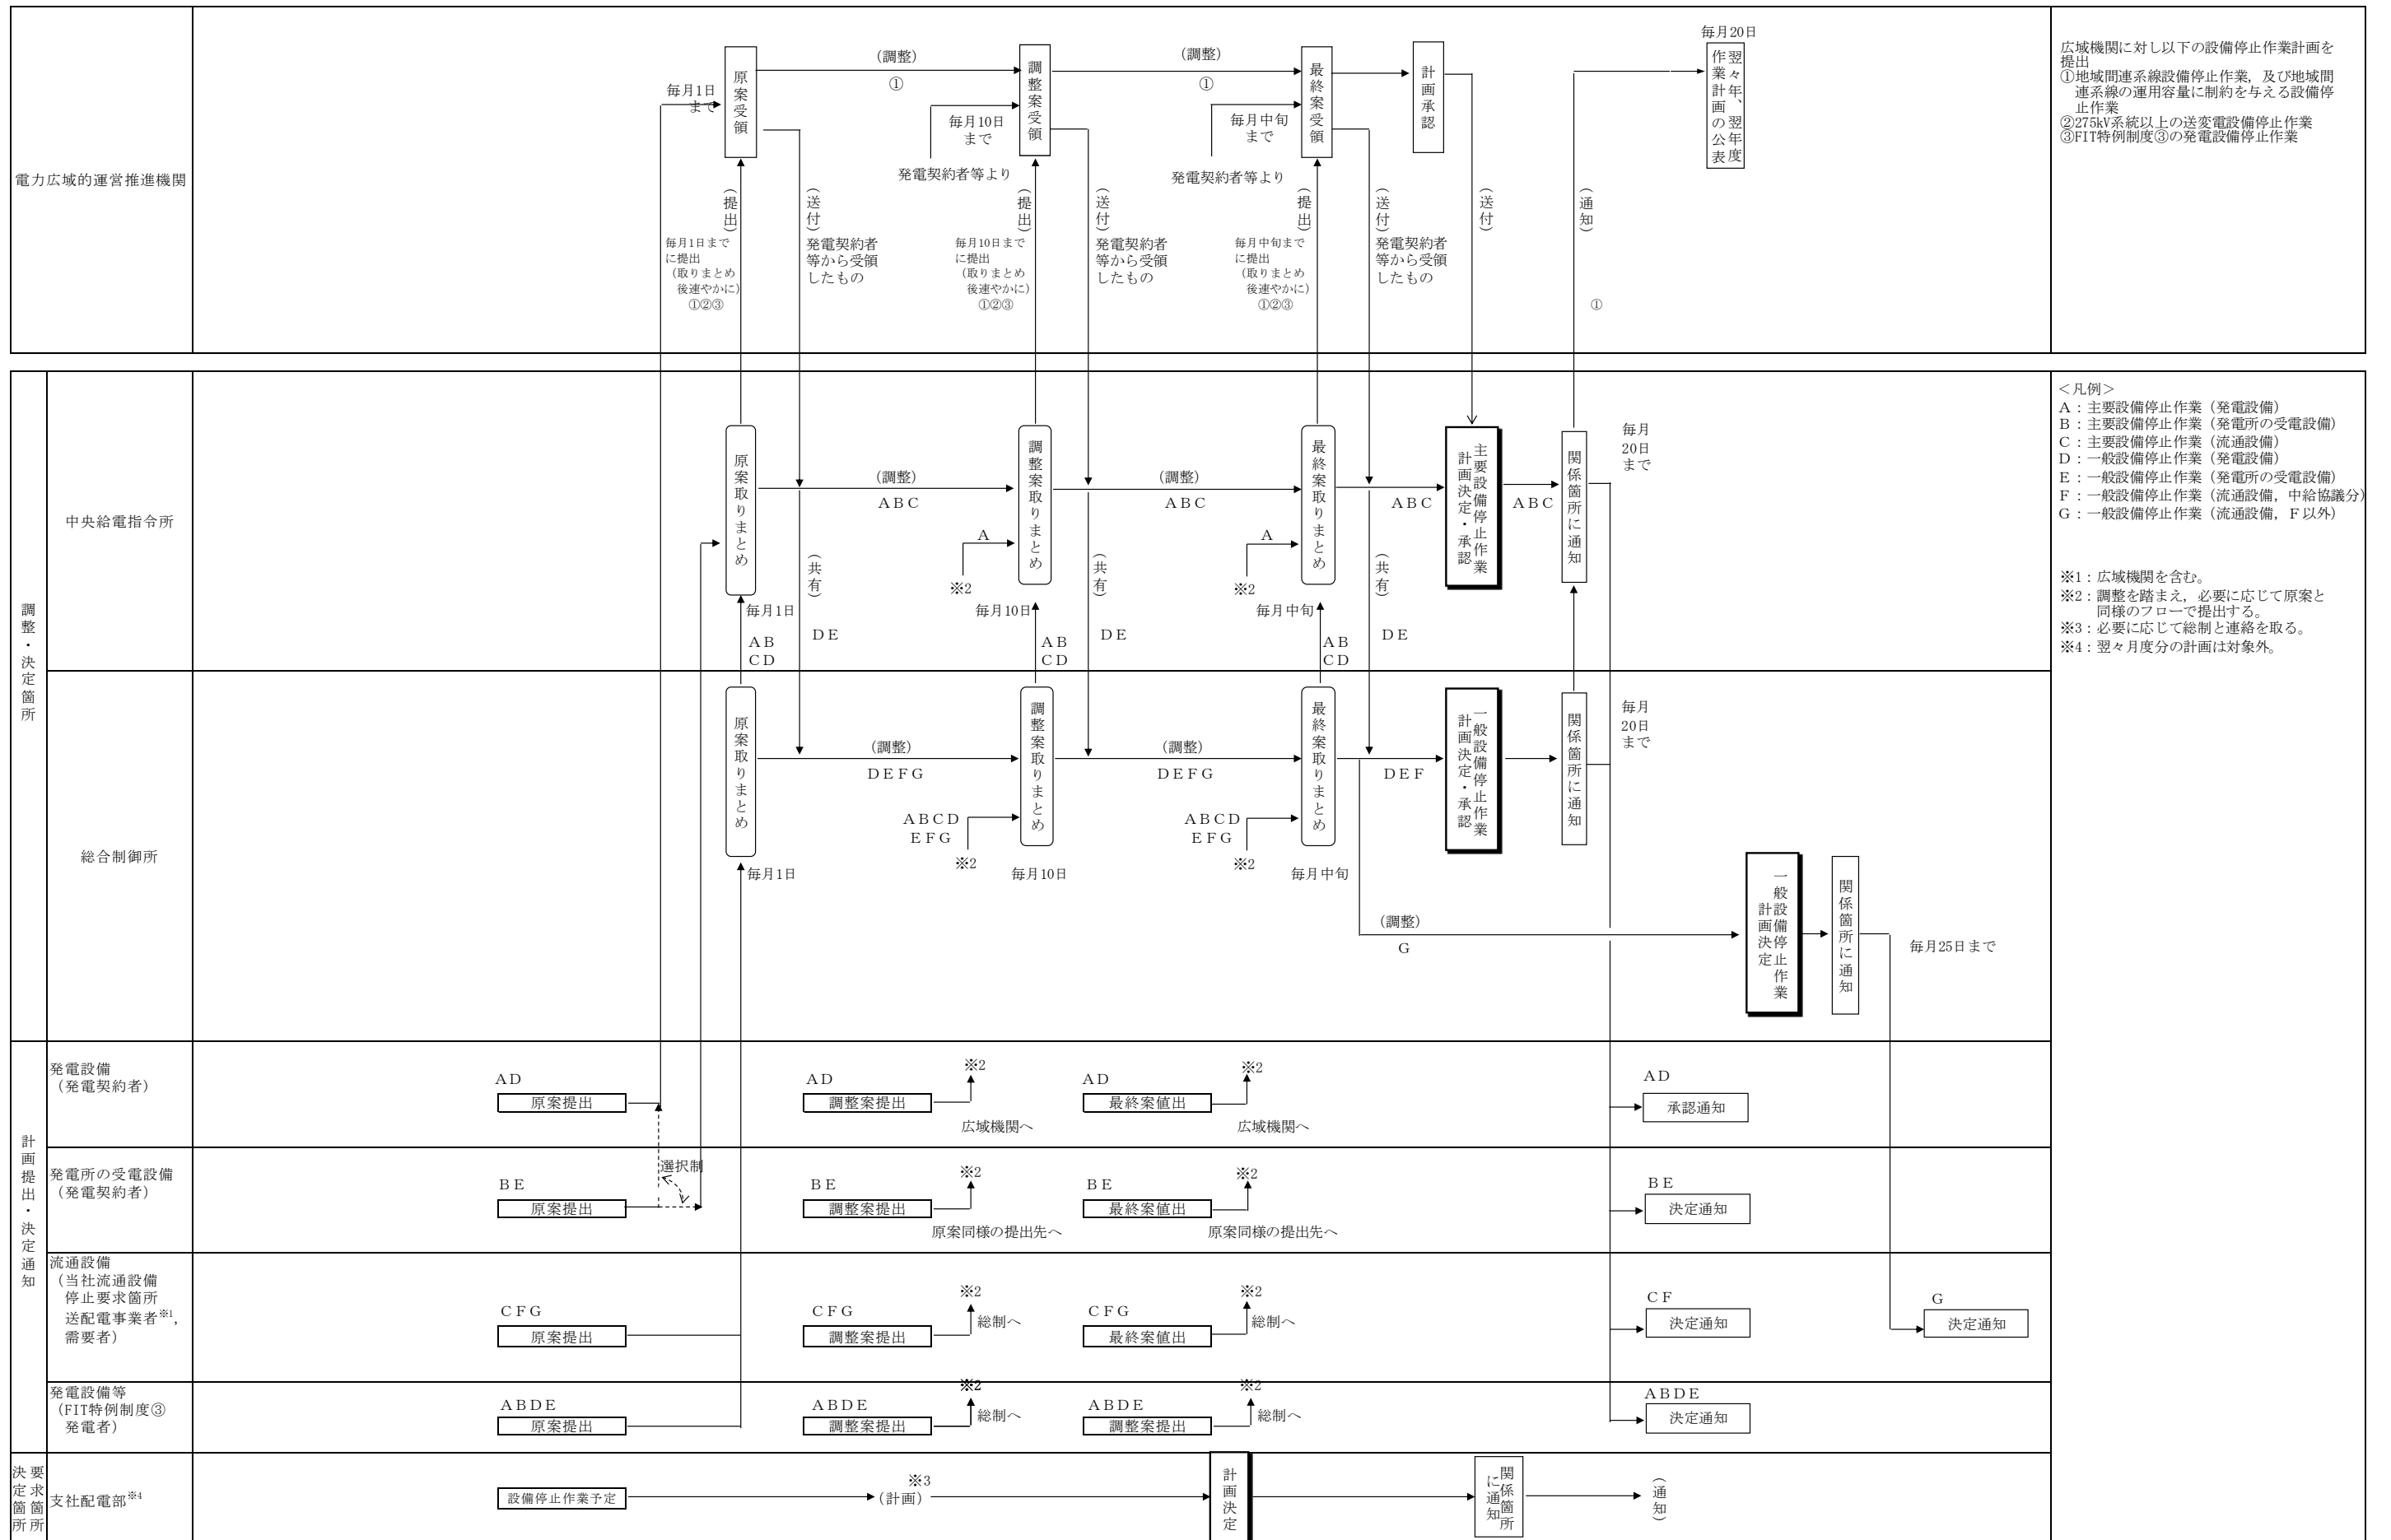 電力広域的運営推進機関
毎月1日
まで
原案受領
(調整)
①
毎月10日
まで
発電契約者等より
調整案受領
(調整)
①
毎月中旬
まで
発電契約者等より
最終案受領
計画承認
毎月20日
翌々年、翌年度
作業計画の公表
(提出)
毎月1日まで
に提出
(取りまとめ
後速やかに)
①②③
(送付)
発電契約者
等から受領
したもの
(提出)
毎月10日まで
に提出
(取りまとめ
後速やかに)
①②③
(送付)
発電契約者
等から受領
したもの
(提出)
毎月中旬まで
に提出
(取りまとめ
後速やかに)
①②③
(送付)
発電契約者
等から受領
したもの
(送付)
(通知)
①
広域機関に対し以下の設備停止作業計画を
提出
①地域間連系線設備停止作業，及び地域間
連系線の運用容量に制約を与える設備停
止作業
②275kV系統以上の送変電設備停止作業
③FIT特例制度③の発電設備停止作業
調整・決定箇所
中央給電指令所
原案取りまとめ
毎月1日
ＡＢ
ＣＤ
(調整)
ＡＢＣ
(共有)
ＤＥ
Ａ
※2
調整案取りまとめ
毎月10日
ＡＢ
ＣＤ
(調整)
ＡＢＣ
(共有)
ＤＥ
Ａ
※2
最終案取りまとめ
毎月中旬
ＡＢ
ＣＤ
ＡＢＣ
(共有)
ＤＥ
主要設備停止作業
計画決定・承認
ＡＢＣ
関係箇所に通知
毎月
20日
まで
＜凡例＞
Ａ：主要設備停止作業（発電設備）
Ｂ：主要設備停止作業（発電所の受電設備）
Ｃ：主要設備停止作業（流通設備）
Ｄ：一般設備停止作業（発電設備）
Ｅ：一般設備停止作業（発電所の受電設備）
Ｆ：一般設備停止作業（流通設備，中給協議分）
Ｇ：一般設備停止作業（流通設備，Ｆ以外）
※1：広域機関を含む。
※2：調整を踏まえ，必要に応じて原案と
同様のフローで提出する。
※3：必要に応じて総制と連絡を取る。
※4：翌々月度分の計画は対象外。
総合制御所
原案取りまとめ
毎月1日
(調整)
ＤＥＦＧ
ＡＢＣＤ
ＥＦＧ
※2
調整案取りまとめ
毎月10日
(調整)
ＤＥＦＧ
ＡＢＣＤ
ＥＦＧ
※2
最終案取りまとめ
毎月中旬
ＤＥＦ
一般設備停止作業
計画決定・承認
関係箇所に通知
毎月
20日
まで
(調整)
Ｇ
一般設備停止作業
計画決定
関係箇所に通知
毎月25日まで
計画提出・決定通知
発電設備
（発電契約者）
ＡＤ
原案提出
ＡＤ
調整案提出
※2
広域機関へ
ＡＤ
最終案値出
※2
広域機関へ
ＡＤ
承認通知
発電所の受電設備
（発電契約者）
ＢＥ
原案提出
選択制
ＢＥ
調整案提出
※2
原案同様の提出先へ
ＢＥ
最終案値出
※2
原案同様の提出先へ
ＢＥ
決定通知
流通設備
（当社流通設備
停止要求箇所
送配電事業者※1，
需要者）
ＣＦＧ
原案提出
ＣＦＧ
調整案提出
※2
総制へ
ＣＦＧ
最終案値出
※2
総制へ
ＣＦ
決定通知
Ｇ
決定通知
発電設備等
（FIT特例制度③
発電者）
ＡＢＤＥ
原案提出
ＡＢＤＥ
調整案提出
※2
総制へ
ＡＢＤＥ
調整案提出
※2
総制へ
ＡＢＤＥ
決定通知
要求箇所
決定箇所
支社配電部※4
設備停止作業予定
※3
(計画)
計画決定
関係箇所
に通知
(通知)